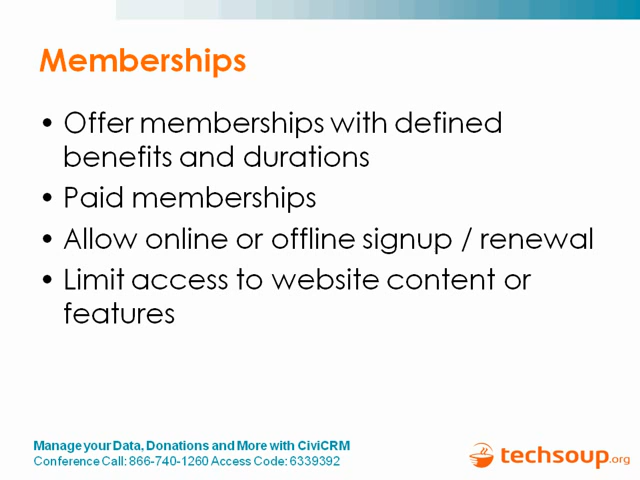 Memberships
• Offer memberships with defined
benefits and durations
• Paid memberships
• Allow online or offline signup / renewal
• Limit access to website content or
features
Manage your Data, Donations and More with CiviCRM
Conference Call: 866-740-1260 Access Code: 6339392
techsoup.org